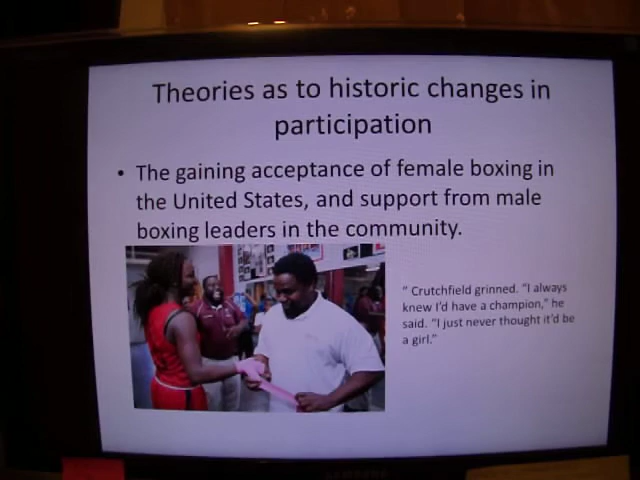 Theories as to historic changes in
participation
• The gaining acceptance of female boxing in
the United States, and support from male
boxing leaders in the community.
“ Crutchfield grinned. “I always
knew I’d have a champion,” he
said. “I just never thought it’d be
a girl.”
SAMSUNG